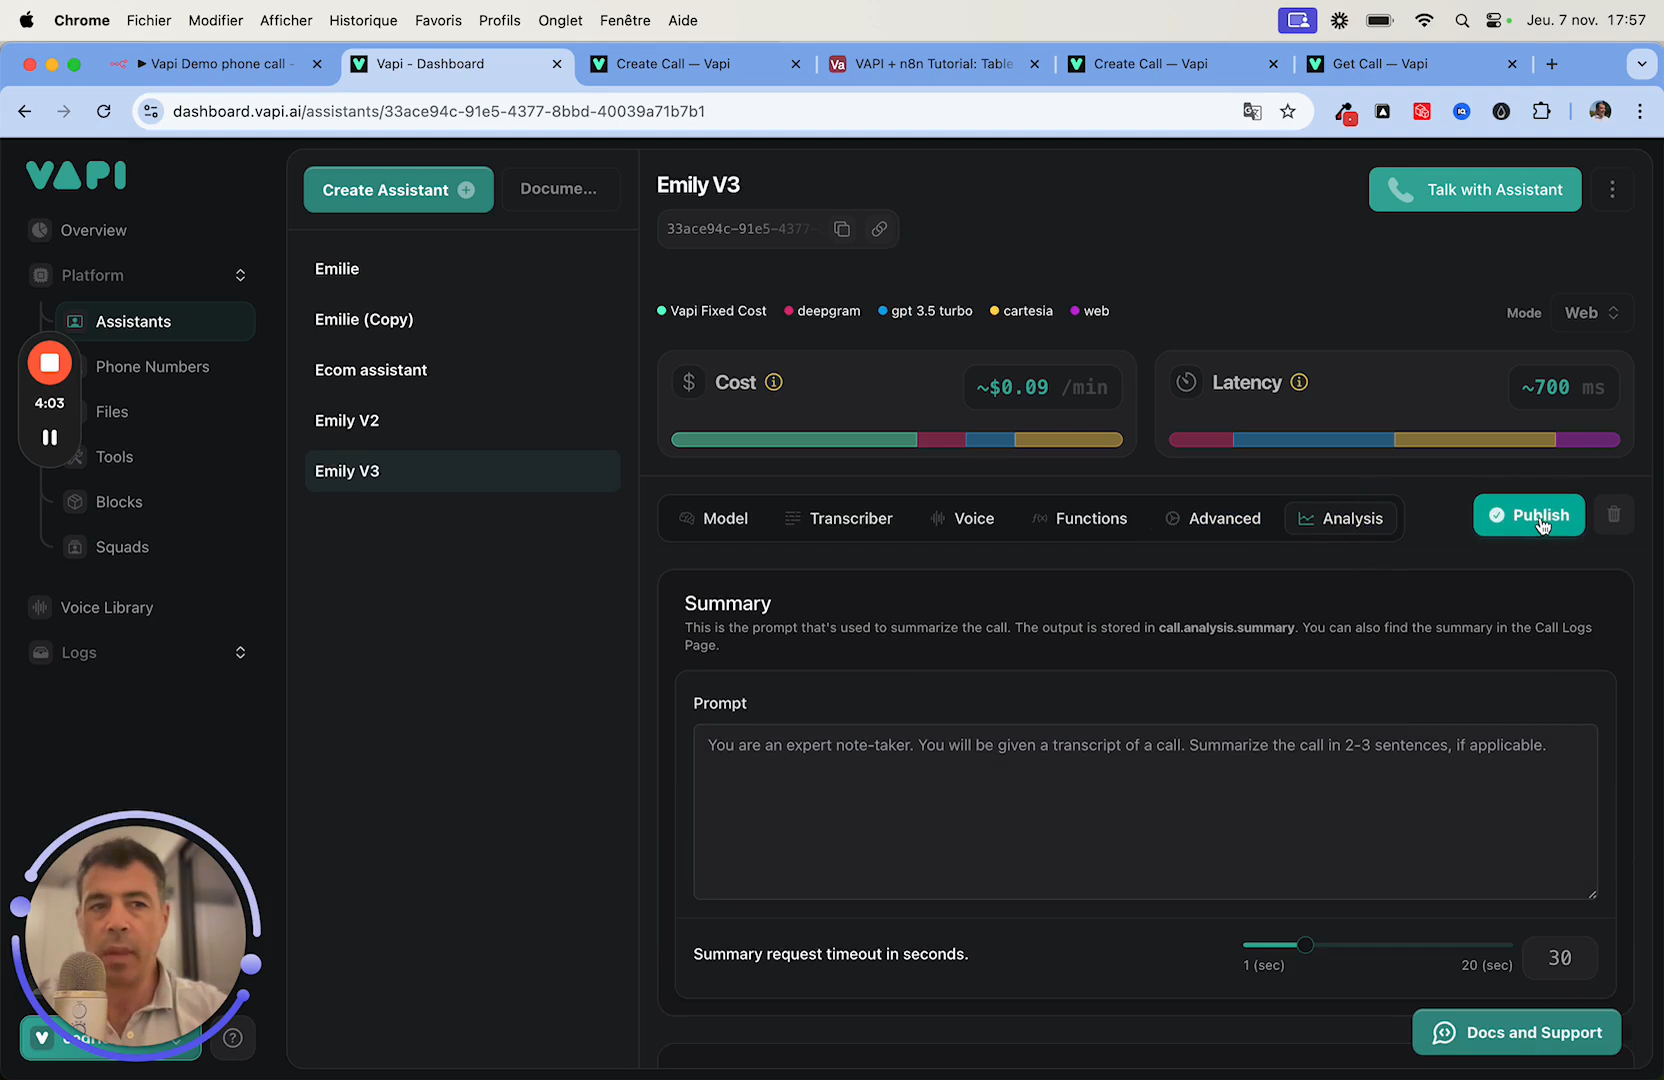 Chrome Fichier Modifier Afficher Historique Favoris Profils Onglet Fenêtre Aide Jeu. 7 nov. 17:57
Vapi Demo phone call - Vapi - Dashboard Create Call — Vapi Va VAPI + n8n Tutorial: Table Create Call — Vapi Get Call — Vapi
dashboard.vapi.ai/assistants/33ace94c-91e5-4377-8bbd-40039a71b7b1
VAPI
Overview
Platform
Assistants
Phone Numbers
4:03
Files
Tools
Blocks
Squads
Voice Library
Logs
Create Assistant Docume...
Emilie
Emilie (Copy)
Ecom assistant
Emily V2
Emily V3
Emily V3
Talk with Assistant
33ace94c-91e5-4377-
Vapi Fixed Cost deepgram gpt 3.5 turbo cartesia web
Mode Web
Cost ~$0.09 /min
Latency ~700 ms
Model Transcriber Voice Functions Advanced Analysis
Publish
Summary
This is the prompt that's used to summarize the call. The output is stored in call.analysis.summary. You can also find the summary in the Call Logs
Page.
Prompt
You are an expert note-taker. You will be given a transcript of a call. Summarize the call in 2-3 sentences, if applicable.
Summary request timeout in seconds.
1 (sec) 20 (sec) 30
Docs and Support